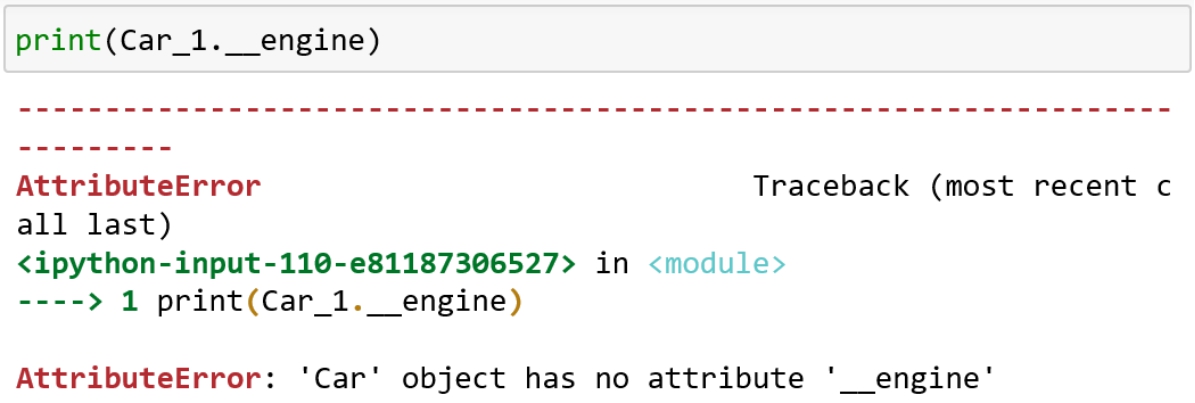 print(Car_1.__engine)
---------------------------------------------------------------------------
AttributeError                            Traceback (most recent c
all last)
<ipython-input-110-e81187306527> in <module>
----> 1 print(Car_1.__engine)
AttributeError: 'Car' object has no attribute '__engine'